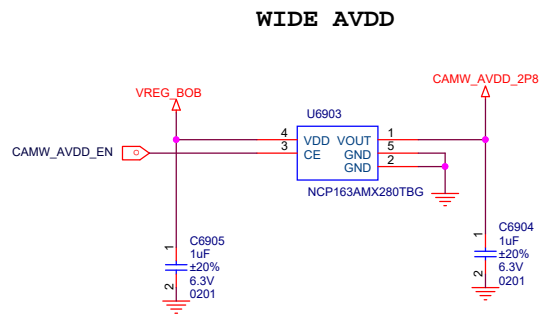 WIDE AVDD
CAMW_AVDD_2P8
VREG_BOB
U6903
4 VDD VOUT 1
CAMW_AVDD_EN
3 CE GND 5
GND 2
NCP163AMX280TBG
1
C6905
1uF
±20%
6.3V
0201
2
1
C6904
1uF
±20%
6.3V
0201
2